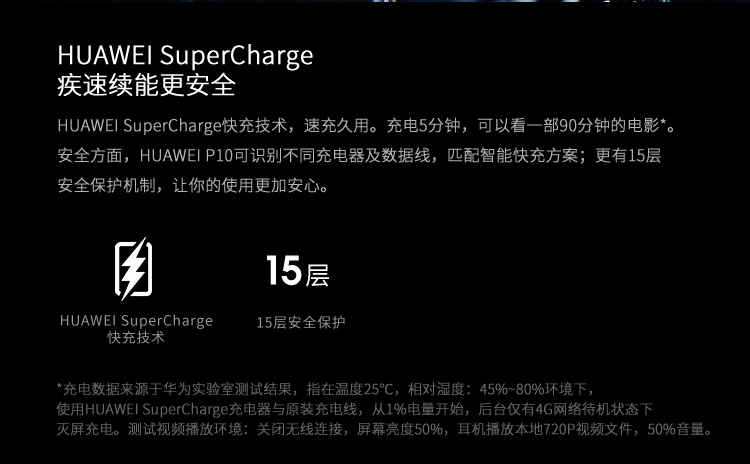 HUAWEI SuperCharge
疾速续能更安全
HUAWEI SuperCharge快充技术，速充久用。充电5分钟，可以看一部90分钟的电影*。
安全方面，HUAWEI P10可识别不同充电器及数据线，匹配智能快充方案；更有15层
安全保护机制，让你的使用更加安心。
15层
HUAWEI SuperCharge
快充技术
15层安全保护
*充电数据来源于华为实验室测试结果，指在温度25℃，相对湿度：45%~80%环境下，
使用HUAWEI SuperCharge充电器与原装充电线，从1%电量开始，后台仅有4G网络待机状态下
灭屏充电。测试视频播放环境：关闭无线连接，屏幕亮度50%，耳机播放本地720P视频文件，50%音量。